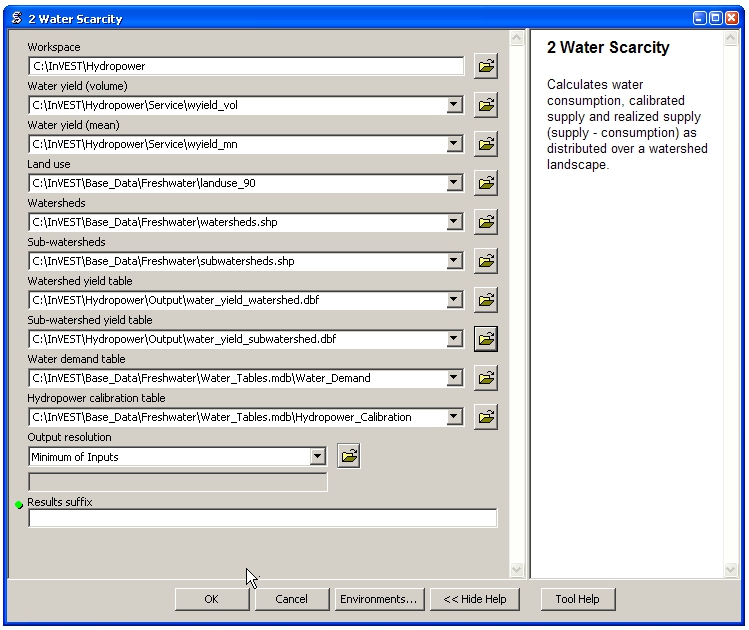 2 Water Scarcity
Workspace
C:\InVEST\Hydropower
Water yield (volume)
C:\InVEST\Hydropower\Service\wyield_vol
Water yield (mean)
C:\InVEST\Hydropower\Service\wyield_mn
Land use
C:\InVEST\Base_Data\Freshwater\landuse_90
Watersheds
C:\InVEST\Base_Data\Freshwater\watersheds.shp
Sub-watersheds
C:\InVEST\Base_Data\Freshwater\subwatersheds.shp
Watershed yield table
C:\InVEST\Hydropower\Output\water_yield_watershed.dbf
Sub-watershed yield table
C:\InVEST\Hydropower\Output\water_yield_subwatershed.dbf
Water demand table
C:\InVEST\Base_Data\Freshwater\Water_Tables.mdb\Water_Demand
Hydropower calibration table
C:\InVEST\Base_Data\Freshwater\Water_Tables.mdb\Hydropower_Calibration
Output resolution
Minimum of Inputs
Results suffix
2 Water Scarcity
Calculates water
consumption, calibrated
supply and realized supply
(supply - consumption) as
distributed over a watershed
landscape.
OK
Cancel
Environments...
<< Hide Help
Tool Help